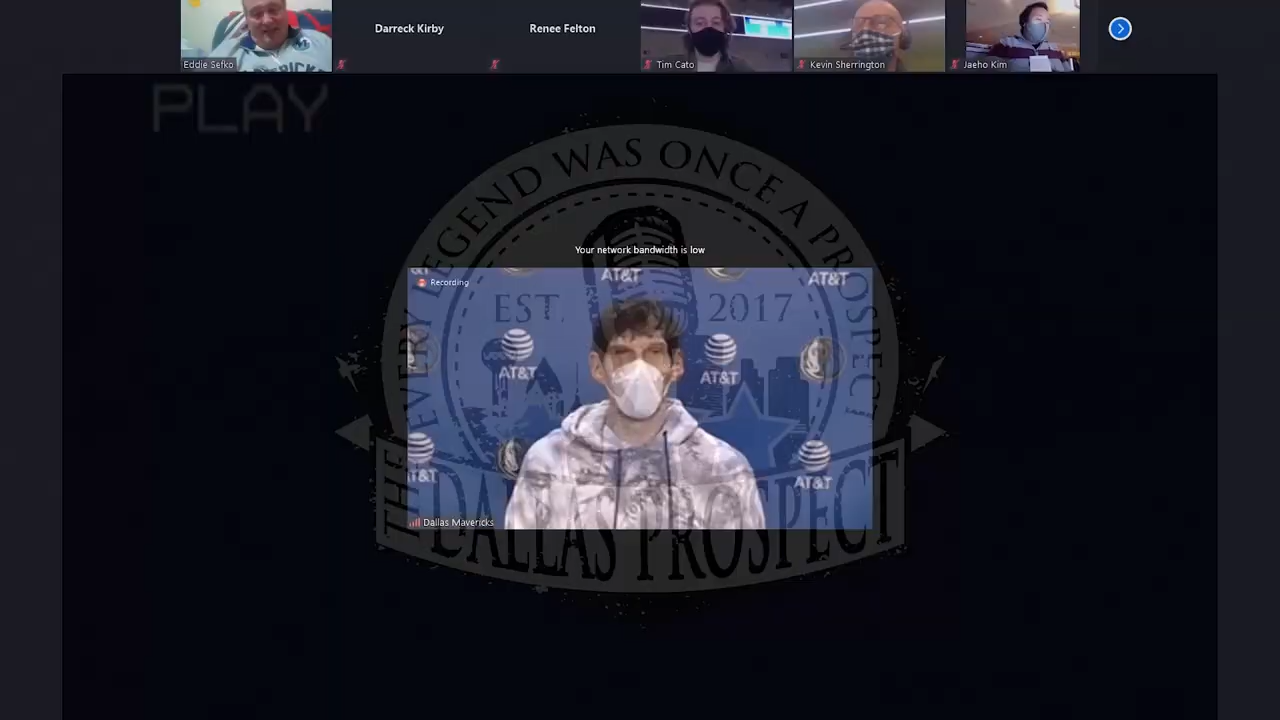 Eddie Sefko
Darreck Kirby
Renee Felton
Tim Cato
Kevin Sherrington
Jaeho Kim
PLAY
EVERY LEGEND WAS ONCE A PROSPECT
Your network bandwidth is low
AT&T
AT&T
AT&T
Recording
EST. 2017
AT&T
AT&T
AT&T
AT&T
Dallas Mavericks
THE DALLAS PROSPECT